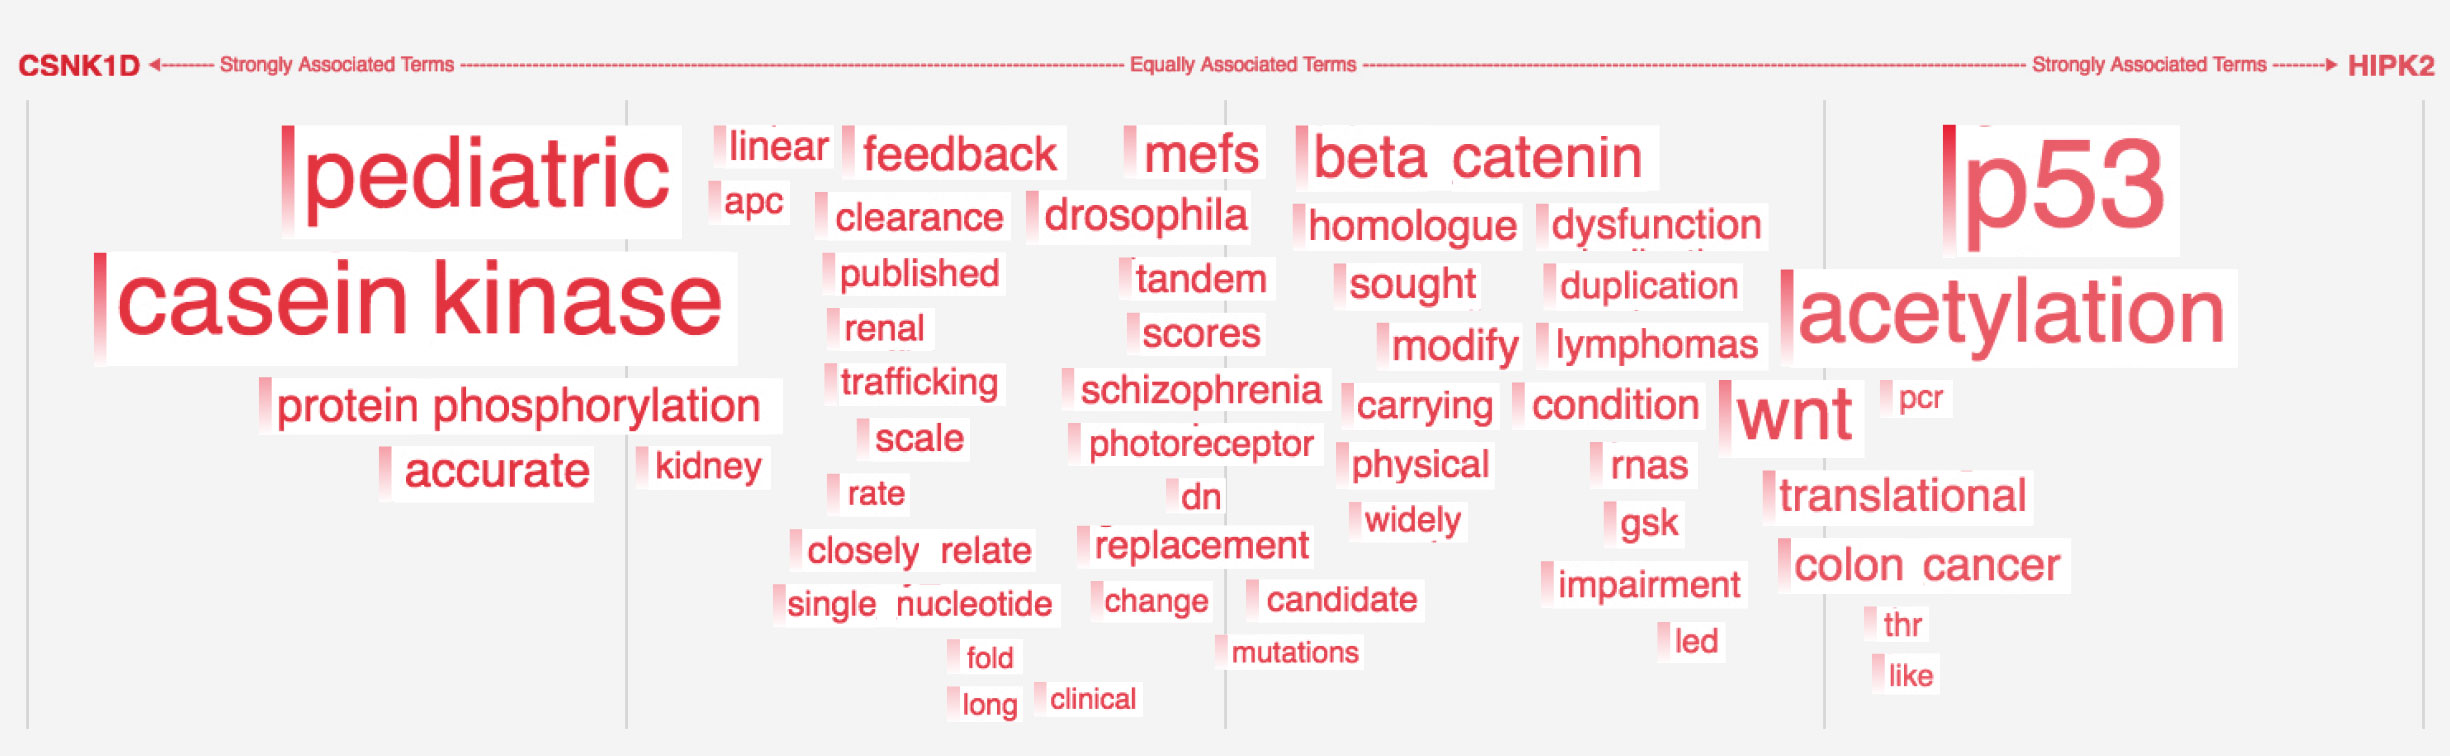 CSNK1D Strongly Associated Terms Equally Associated Terms Strongly Associated Terms HIPK2
pediatric linear feedback mefs beta catenin p53
apc clearance drosophila homologue dysfunction
casein kinase published tandem sought duplication acetylation
renal scores modify lymphomas
protein phosphorylation trafficking schizophrenia carrying condition wnt pcr
accurate kidney scale photoreceptor physical rnas
rate dn widely gsk translational
closely relate replacement impairment colon cancer
single nucleotide change candidate led thr
fold mutations like
long clinical